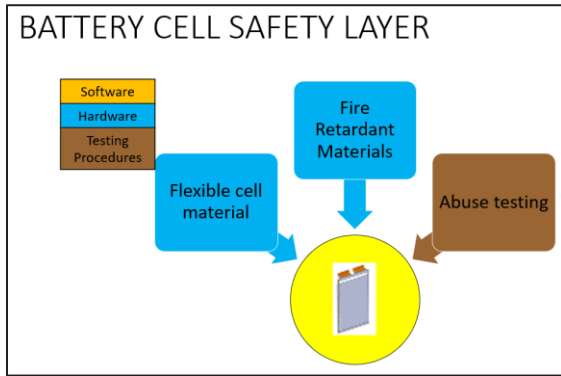 BATTERY CELL SAFETY LAYER
Software
Hardware
Testing
Procedures
Fire
Retardant
Materials
Flexible cell
material
Abuse testing